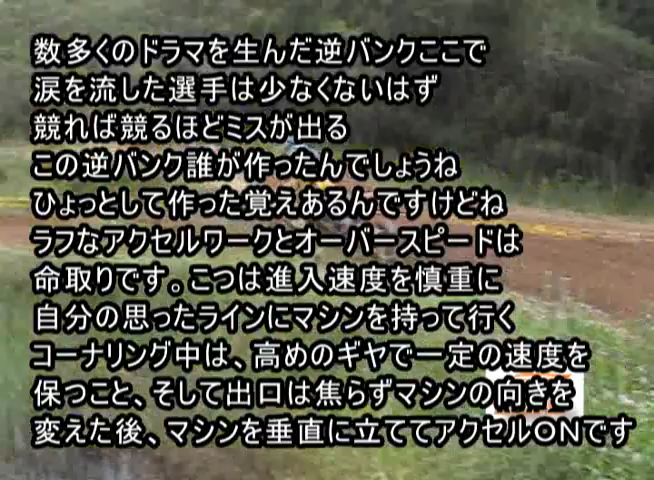 数多くのドラマを生んだ逆バンクここで
涙を流した選手は少なくないはず
競れば競るほどミスが出る
この逆バンク誰が作ったんでしょうね
ひょっとして作った覚えあるんですけどね
ラフなアクセルワークとオーバースピードは
命取りです。こつは進入速度を慎重に
自分の思ったラインにマシンを持って行く
コーナリング中は、高めのギヤで一定の速度を
保つこと、そして出口は焦らずマシンの向きを
変えた後、マシンを垂直に立ててアクセルＯＮです